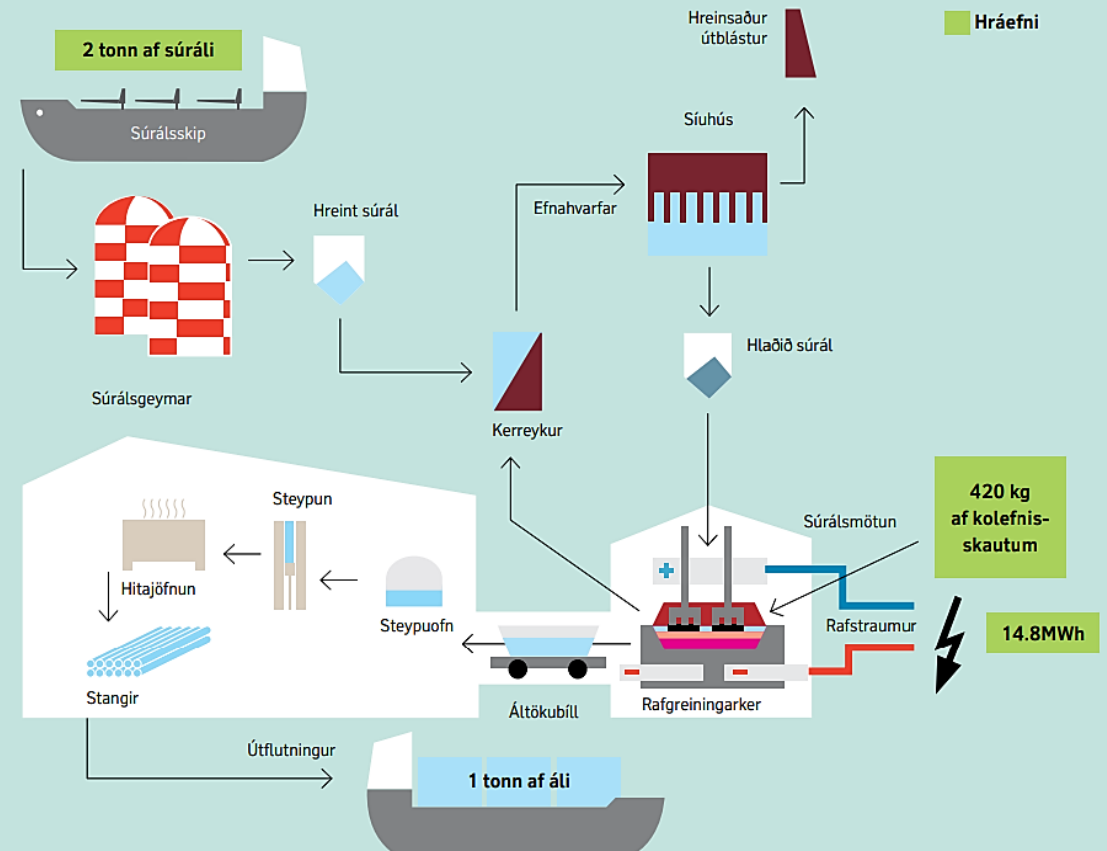 Hreinsaður
útblástur
Hráefni
2 tonn af súráli
Súrálsskip
Síuhús
Efnahvarfar
Hreint súrál
Hlaðið súrál
Súrálsgeymar
Kerreykur
420 kg
af kolefnis-
skautum
Súrálsmötun
Steypun
Hitajöfnun
Steypuofn
Rafstraumur
14.8MWh
Stangir
Áltökubíll
Rafgreiningarker
Útflutningur
1 tonn af áli